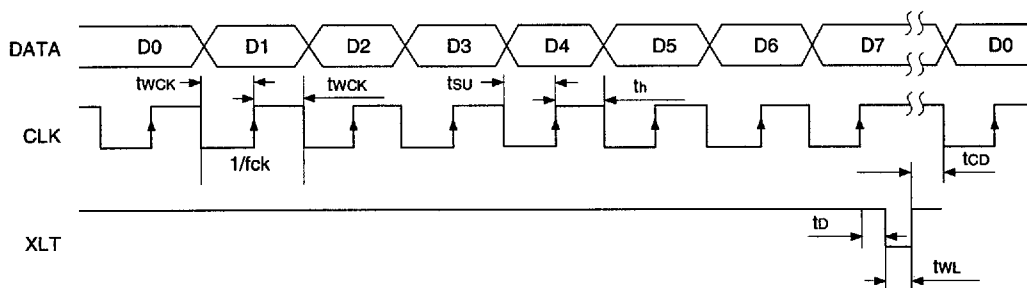 DATA D0 D1 D2 D3 D4 D5 D6 D7 D0
tWCK tWCK tSU th
CLK
1/fck tCD
tD
XLT
tWL